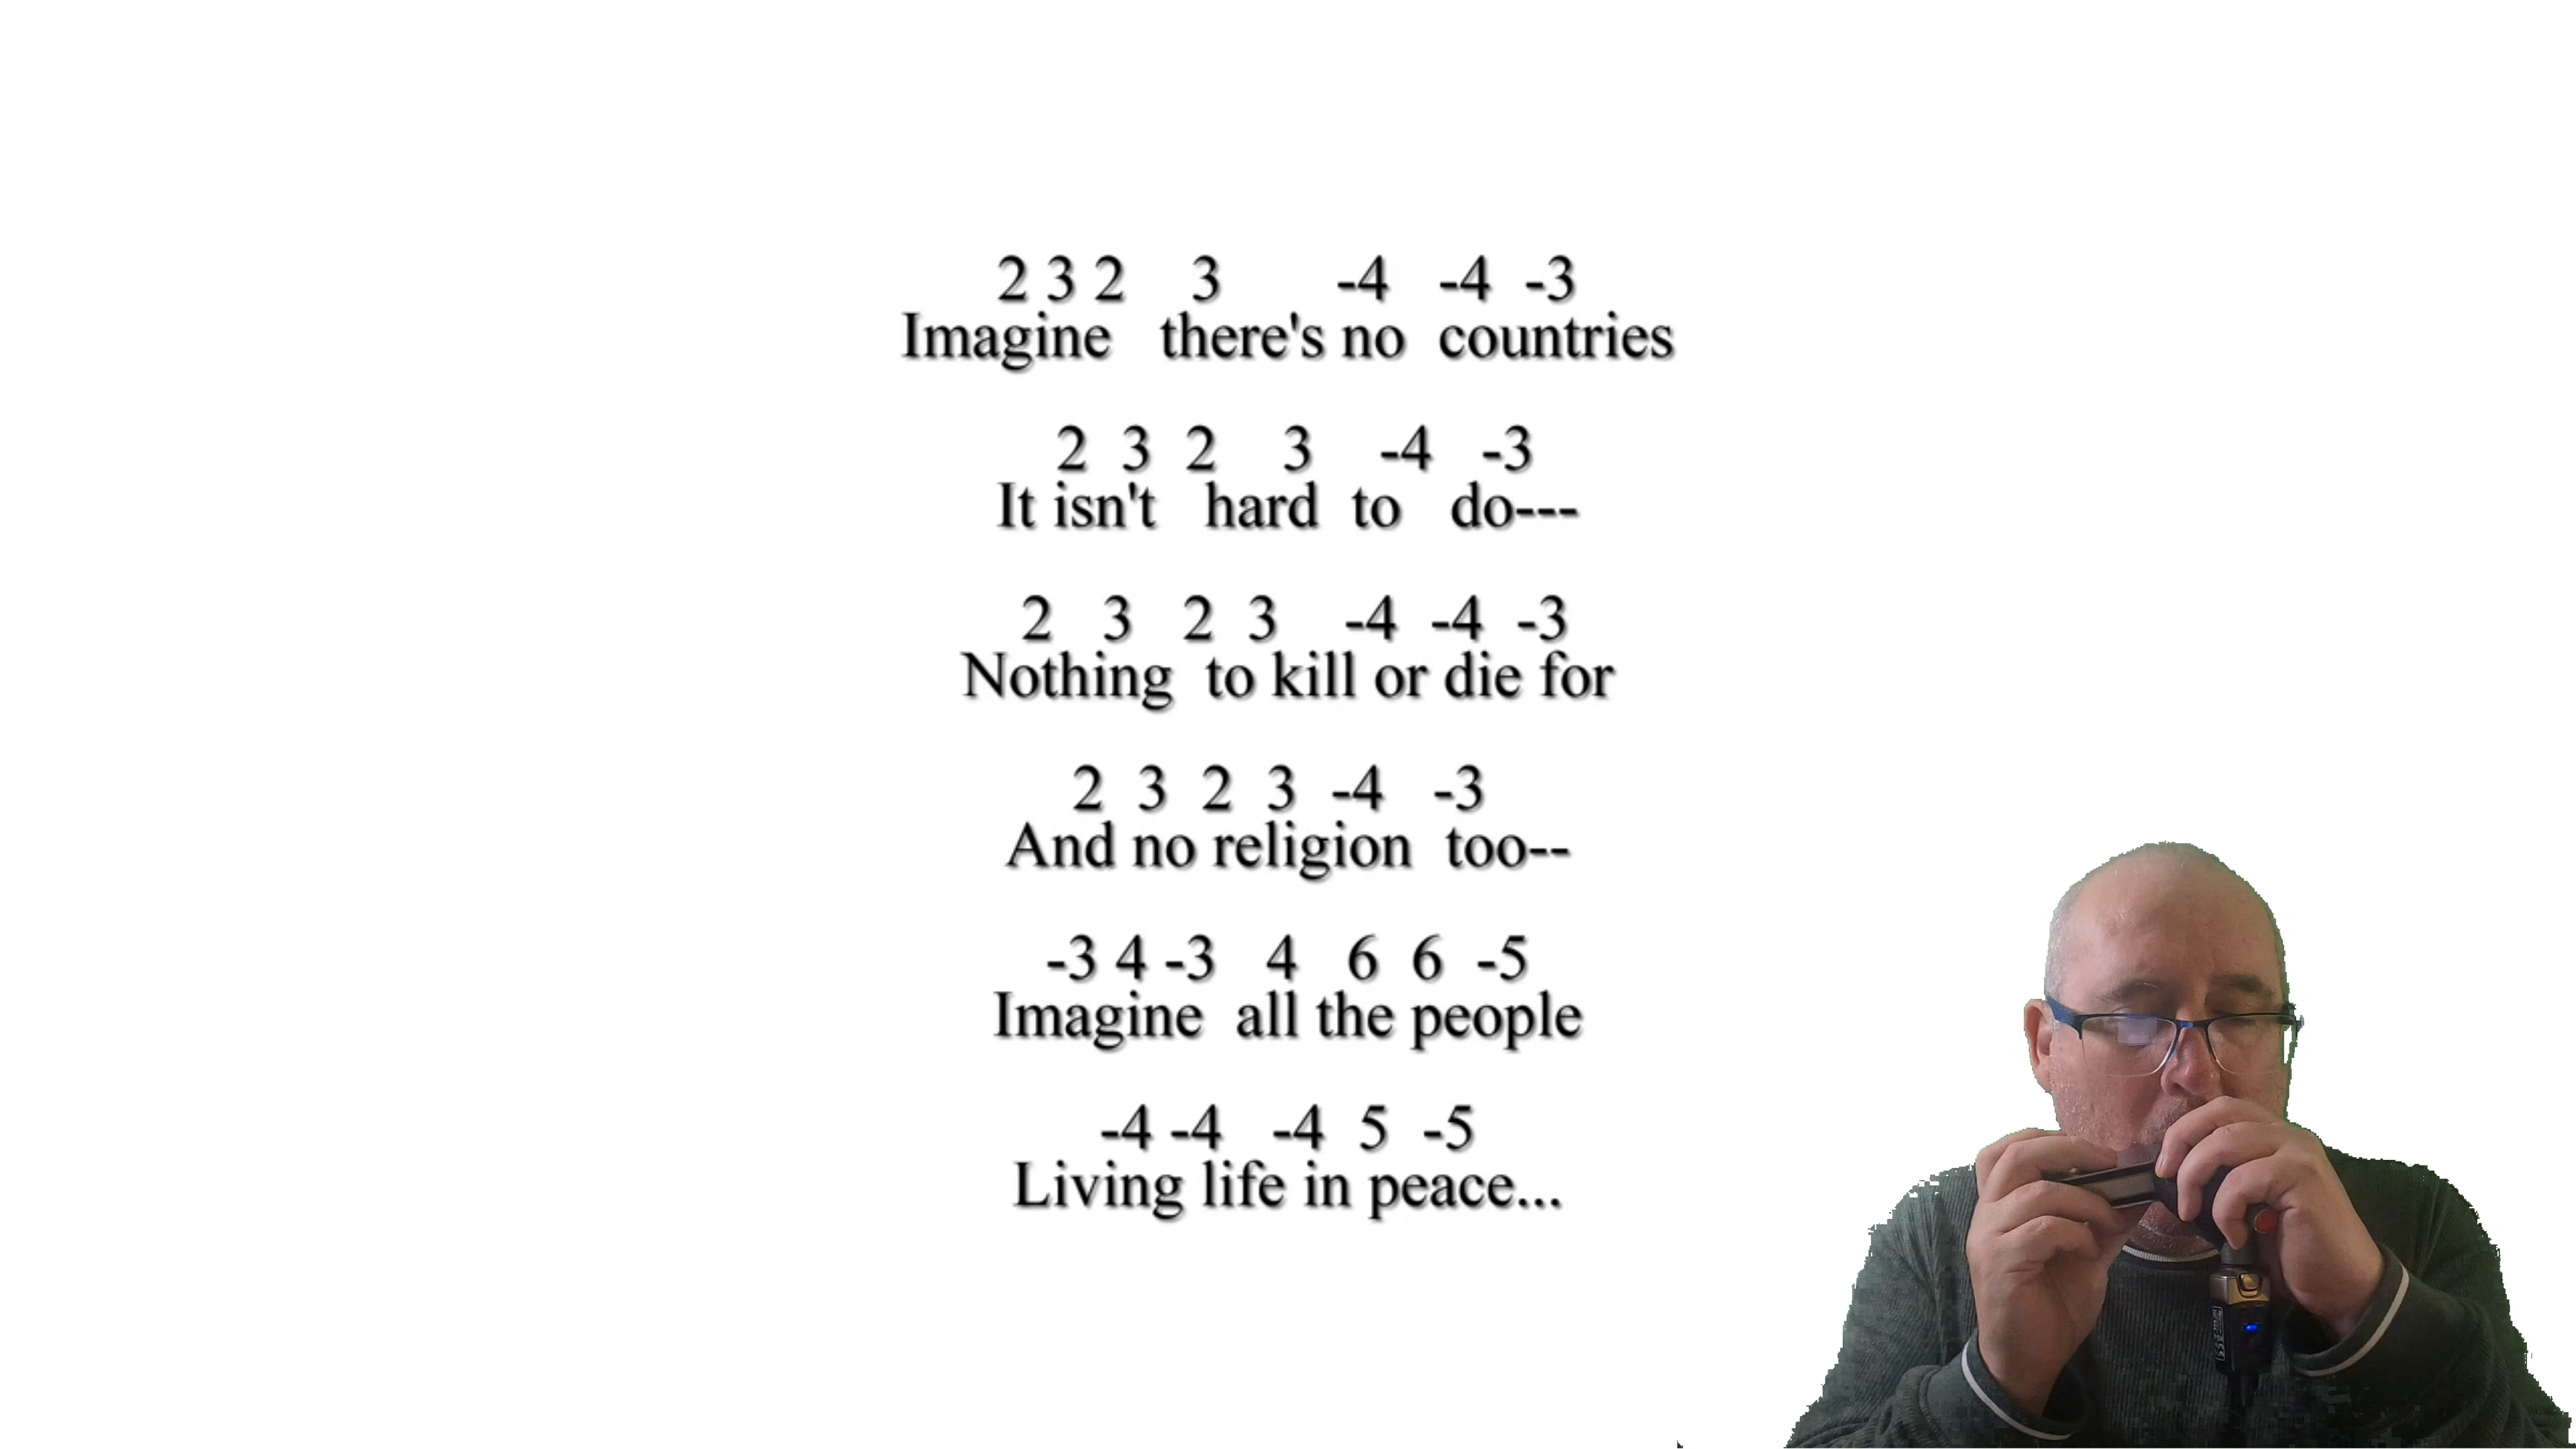 2 3 2 3 -4 -4 -3
Imagine there's no countries
2 3 2 3 -4 -3
It isn't hard to do---
2 3 2 3 -4 -4 -3
Nothing to kill or die for
2 3 2 3 -4 -3
And no religion too--
-3 4 -3 4 6 6 -5
Imagine all the people
-4 -4 -4 5 -5
Living life in peace...